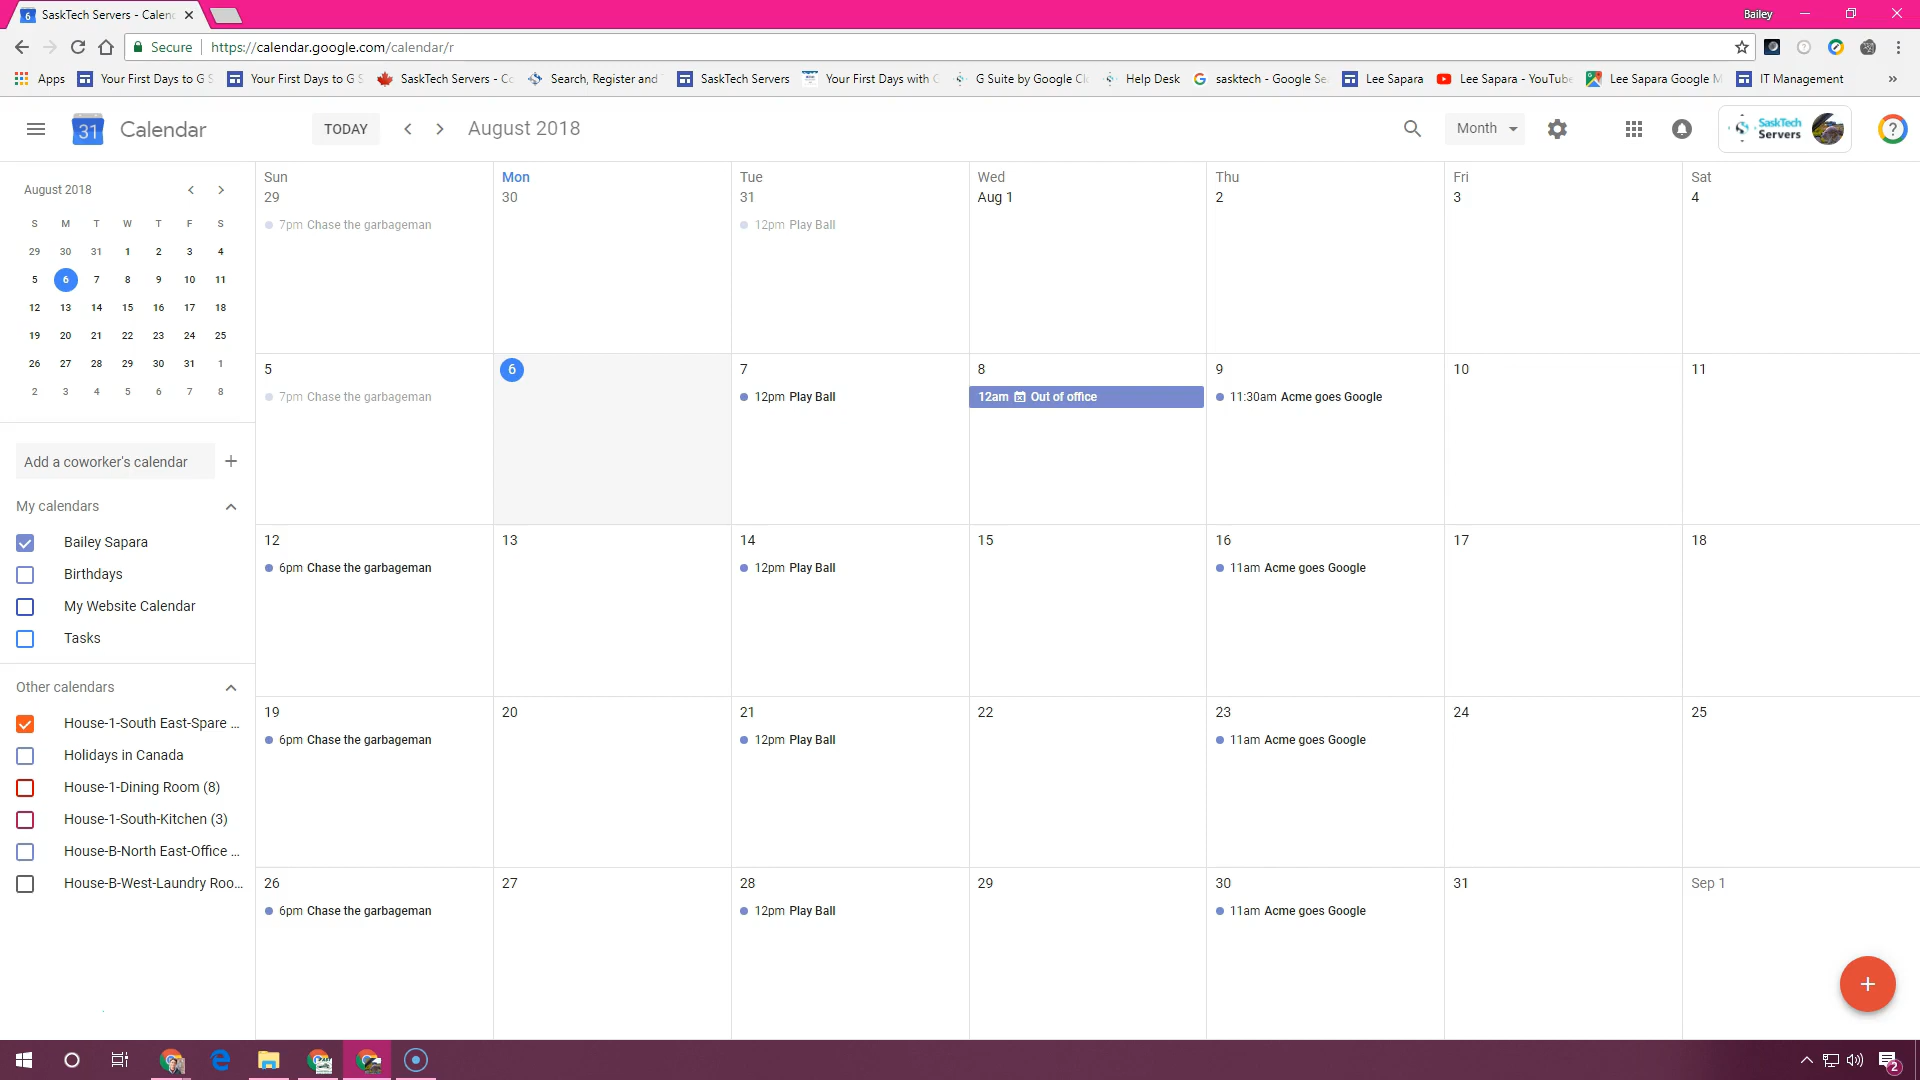 SaskTech Servers - Calen
Bailey
Secure
https://calendar.google.com/calendar/r
Apps
Your First Days to G S
Your First Days to G S
SaskTech Servers - Co
Search, Register and
SaskTech Servers
Your First Days with G
G Suite by Google Cl
Help Desk
sasktech - Google Se
Lee Sapara
Lee Sapara - YouTube
Lee Sapara Google M
IT Management
31 Calendar
TODAY
August 2018
Month
SaskTech
Servers
August 2018
S M T W T F S
29 30 31 1 2 3 4
5 6 7 8 9 10 11
12 13 14 15 16 17 18
19 20 21 22 23 24 25
26 27 28 29 30 31 1
2 3 4 5 6 7 8
Add a coworker's calendar
My calendars
Bailey Sapara
Birthdays
My Website Calendar
Tasks
Other calendars
House-1-South East-Spare ...
Holidays in Canada
House-1-Dining Room (8)
House-1-South-Kitchen (3)
House-B-North East-Office ...
House-B-West-Laundry Roo...
Sun Mon Tue Wed Thu Fri Sat
29 30 31 Aug 1 2 3 4
7pm Chase the garbageman
12pm Play Ball
5 6 7 8 9 10 11
7pm Chase the garbageman
12pm Play Ball
12am Out of office
11:30am Acme goes Google
12 13 14 15 16 17 18
6pm Chase the garbageman
12pm Play Ball
11am Acme goes Google
19 20 21 22 23 24 25
6pm Chase the garbageman
12pm Play Ball
11am Acme goes Google
26 27 28 29 30 31 Sep 1
6pm Chase the garbageman
12pm Play Ball
11am Acme goes Google
2